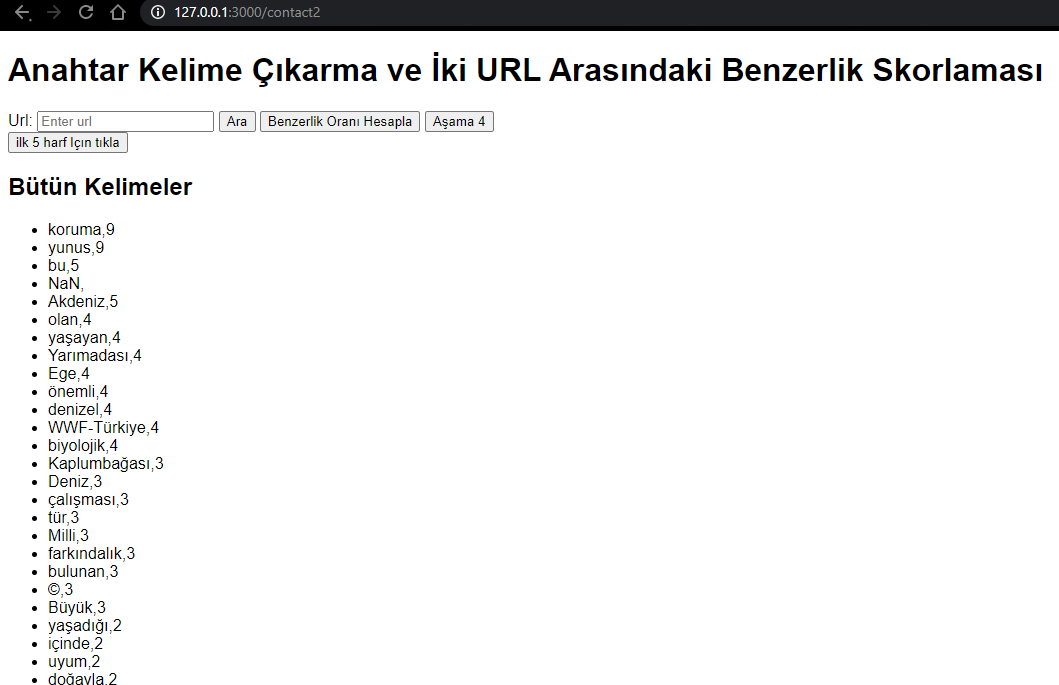 127.0.0.1:3000/contact2
Anahtar Kelime Çıkarma ve İki URL Arasındaki Benzerlik Skorlaması
Url: Enter url Ara Benzerlik Oranı Hesapla Aşama 4
ilk 5 harf Için tıkla
Bütün Kelimeler
koruma,9
yunus,9
bu,5
NaN,
Akdeniz,5
olan,4
yaşayan,4
Yarımadası,4
Ege,4
önemli,4
denizel,4
WWF-Türkiye,4
biyolojik,4
Kaplumbağası,3
Deniz,3
çalışması,3
tür,3
Milli,3
farkındalık,3
bulunan,3
©,3
Büyük,3
yaşadığı,2
içinde,2
uyum,2
doğayla,2